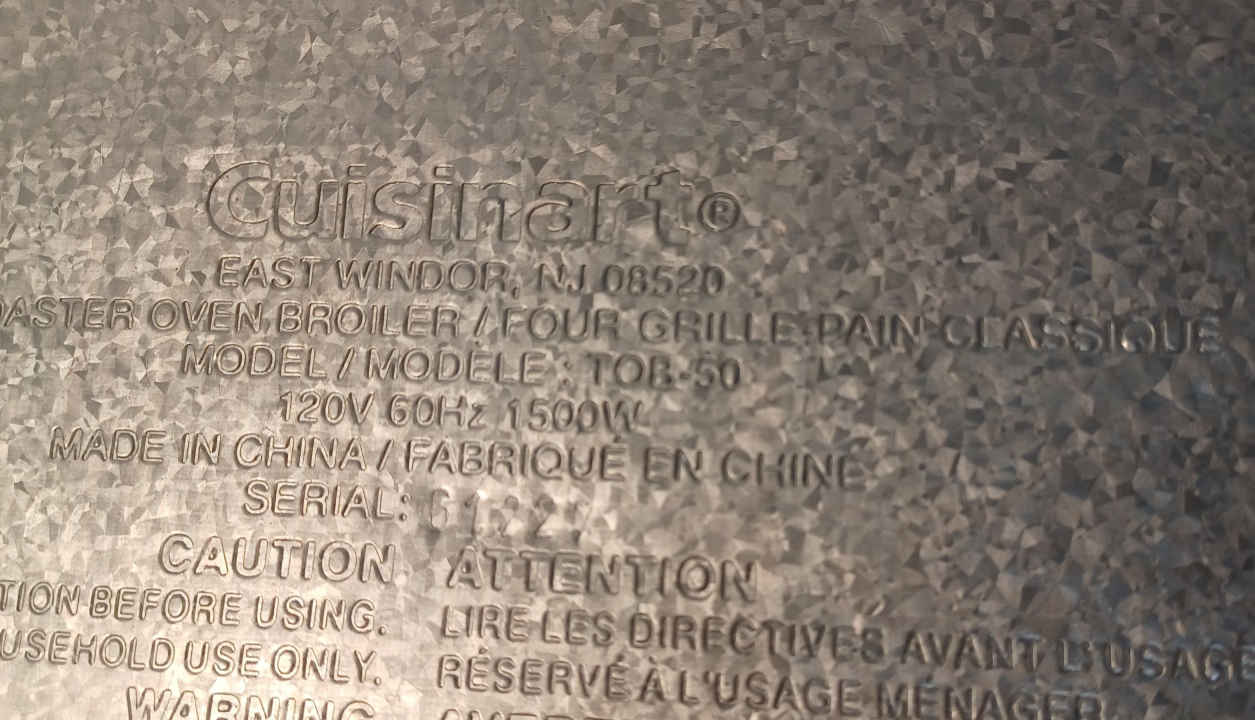 Cuisinart®
EAST WINDOR, NJ 08520
OASTER OVEN BROILER / FOUR GRILLE-PAIN CLASSIQUE
MODEL / MODÈLE : TOB-50
120V 60Hz 1500W
MADE IN CHINA / FABRIQUÉ EN CHINE
SERIAL:
CAUTION ATTENTION
TION BEFORE USING. LIRE LES DIRECTIVES AVANT L'USAGE
USEHOLD USE ONLY. RÉSERVÉ À L'USAGE MÉNAGER
WARNING